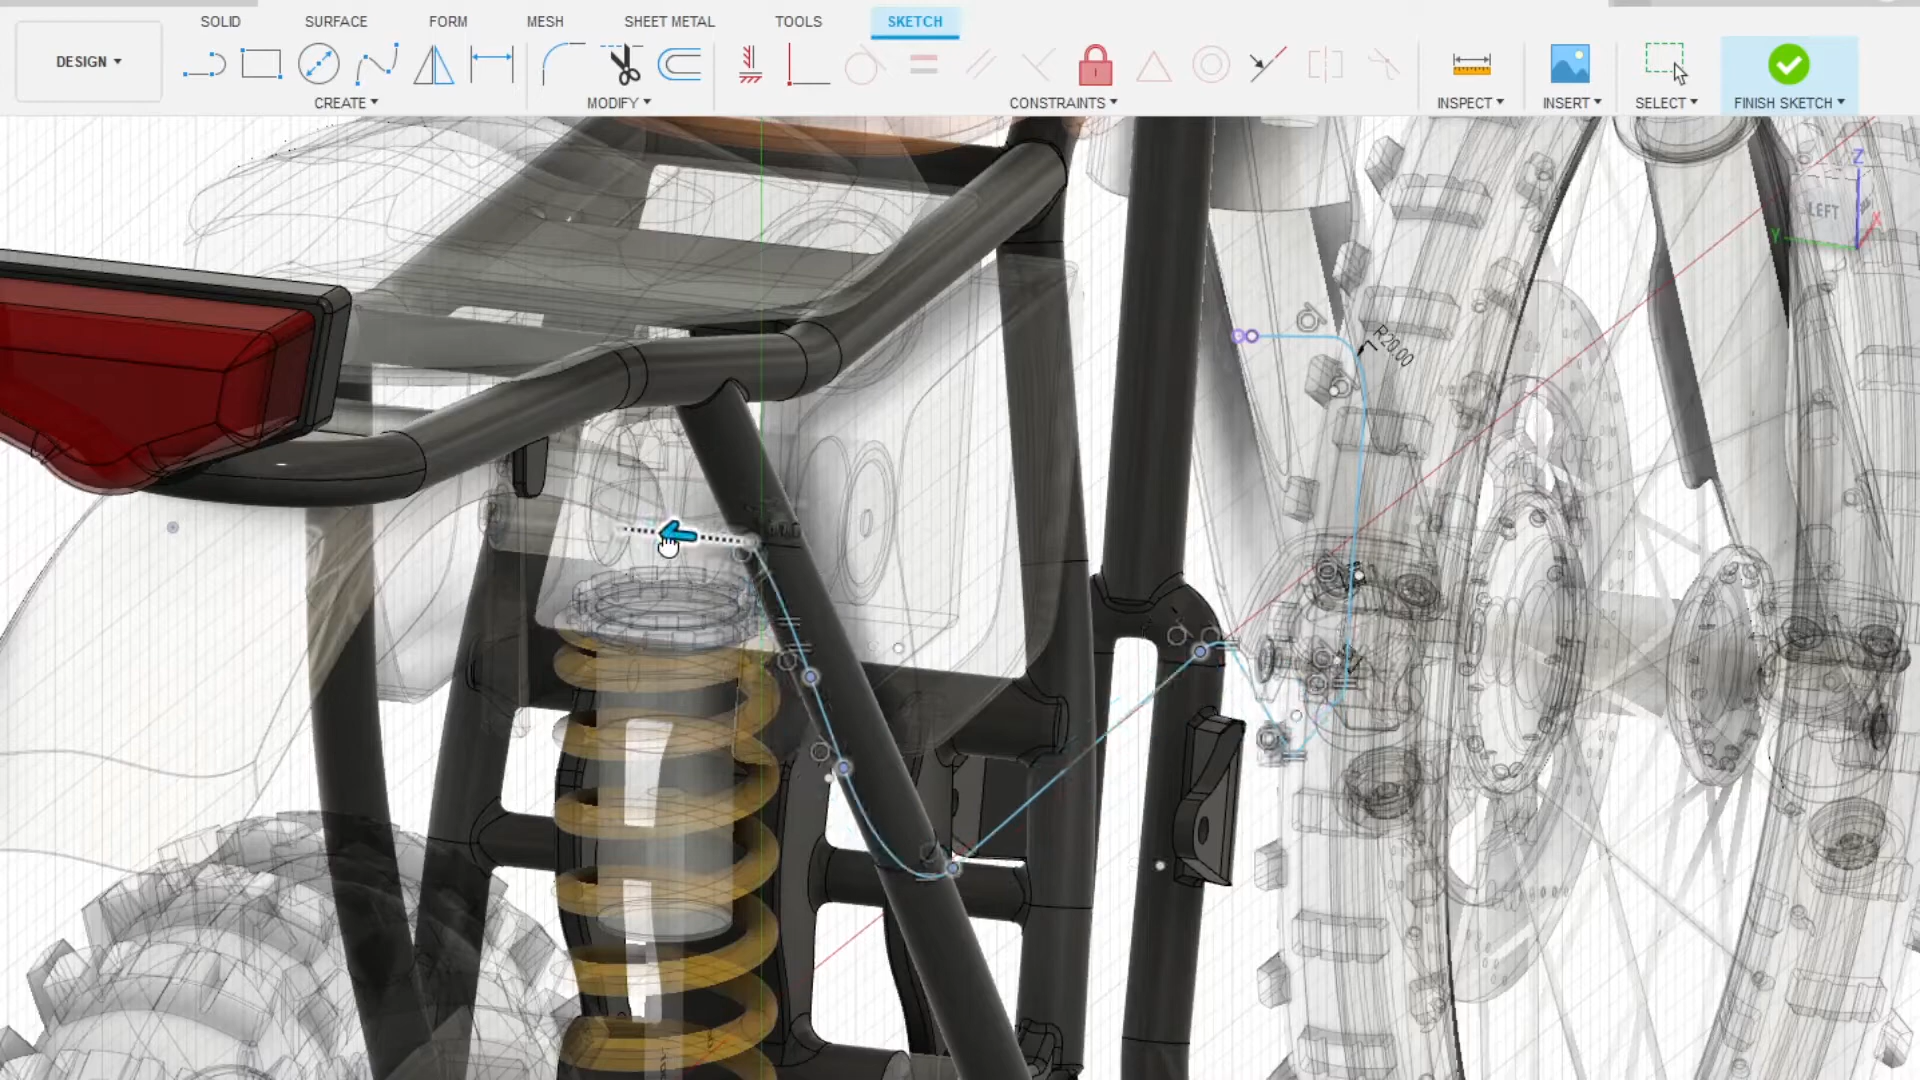 SOLID SURFACE FORM MESH SHEET METAL TOOLS SKETCH
DESIGN
CREATE MODIFY CONSTRAINTS INSPECT INSERT SELECT FINISH SKETCH
Z
LEFT
X
Y
R20.00